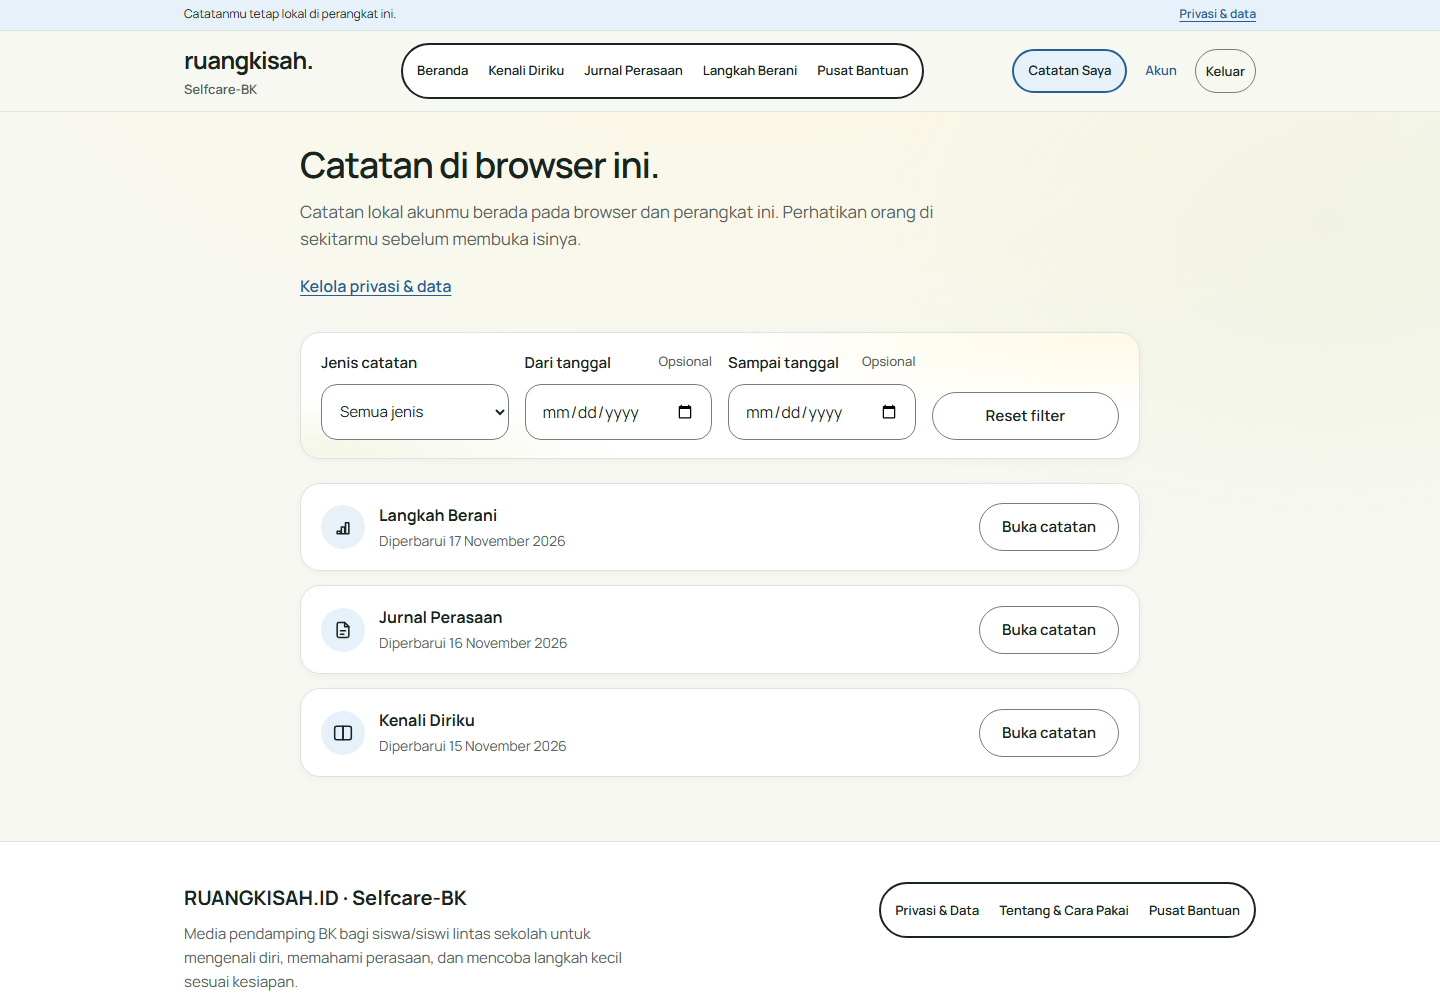 Catatanmu tetap lokal di perangkat ini.
Privasi & data
ruangkisah.
Selfcare-BK
Beranda
Kenali Diriku
Jurnal Perasaan
Langkah Berani
Pusat Bantuan
Catatan Saya
Akun
Keluar
Catatan di browser ini.
Catatan lokal akunmu berada pada browser dan perangkat ini. Perhatikan orang di
sekitarmu sebelum membuka isinya.
Kelola privasi & data
Jenis catatan
Semua jenis
Dari tanggal
Opsional
mm/dd/yyyy
Sampai tanggal
Opsional
mm/dd/yyyy
Reset filter
Langkah Berani
Diperbarui 17 November 2026
Buka catatan
Jurnal Perasaan
Diperbarui 16 November 2026
Buka catatan
Kenali Diriku
Diperbarui 15 November 2026
Buka catatan
RUANGKISAH.ID · Selfcare-BK
Media pendamping BK bagi siswa/siswi lintas sekolah untuk
mengenali diri, memahami perasaan, dan mencoba langkah kecil
sesuai kesiapan.
Privasi & Data
Tentang & Cara Pakai
Pusat Bantuan